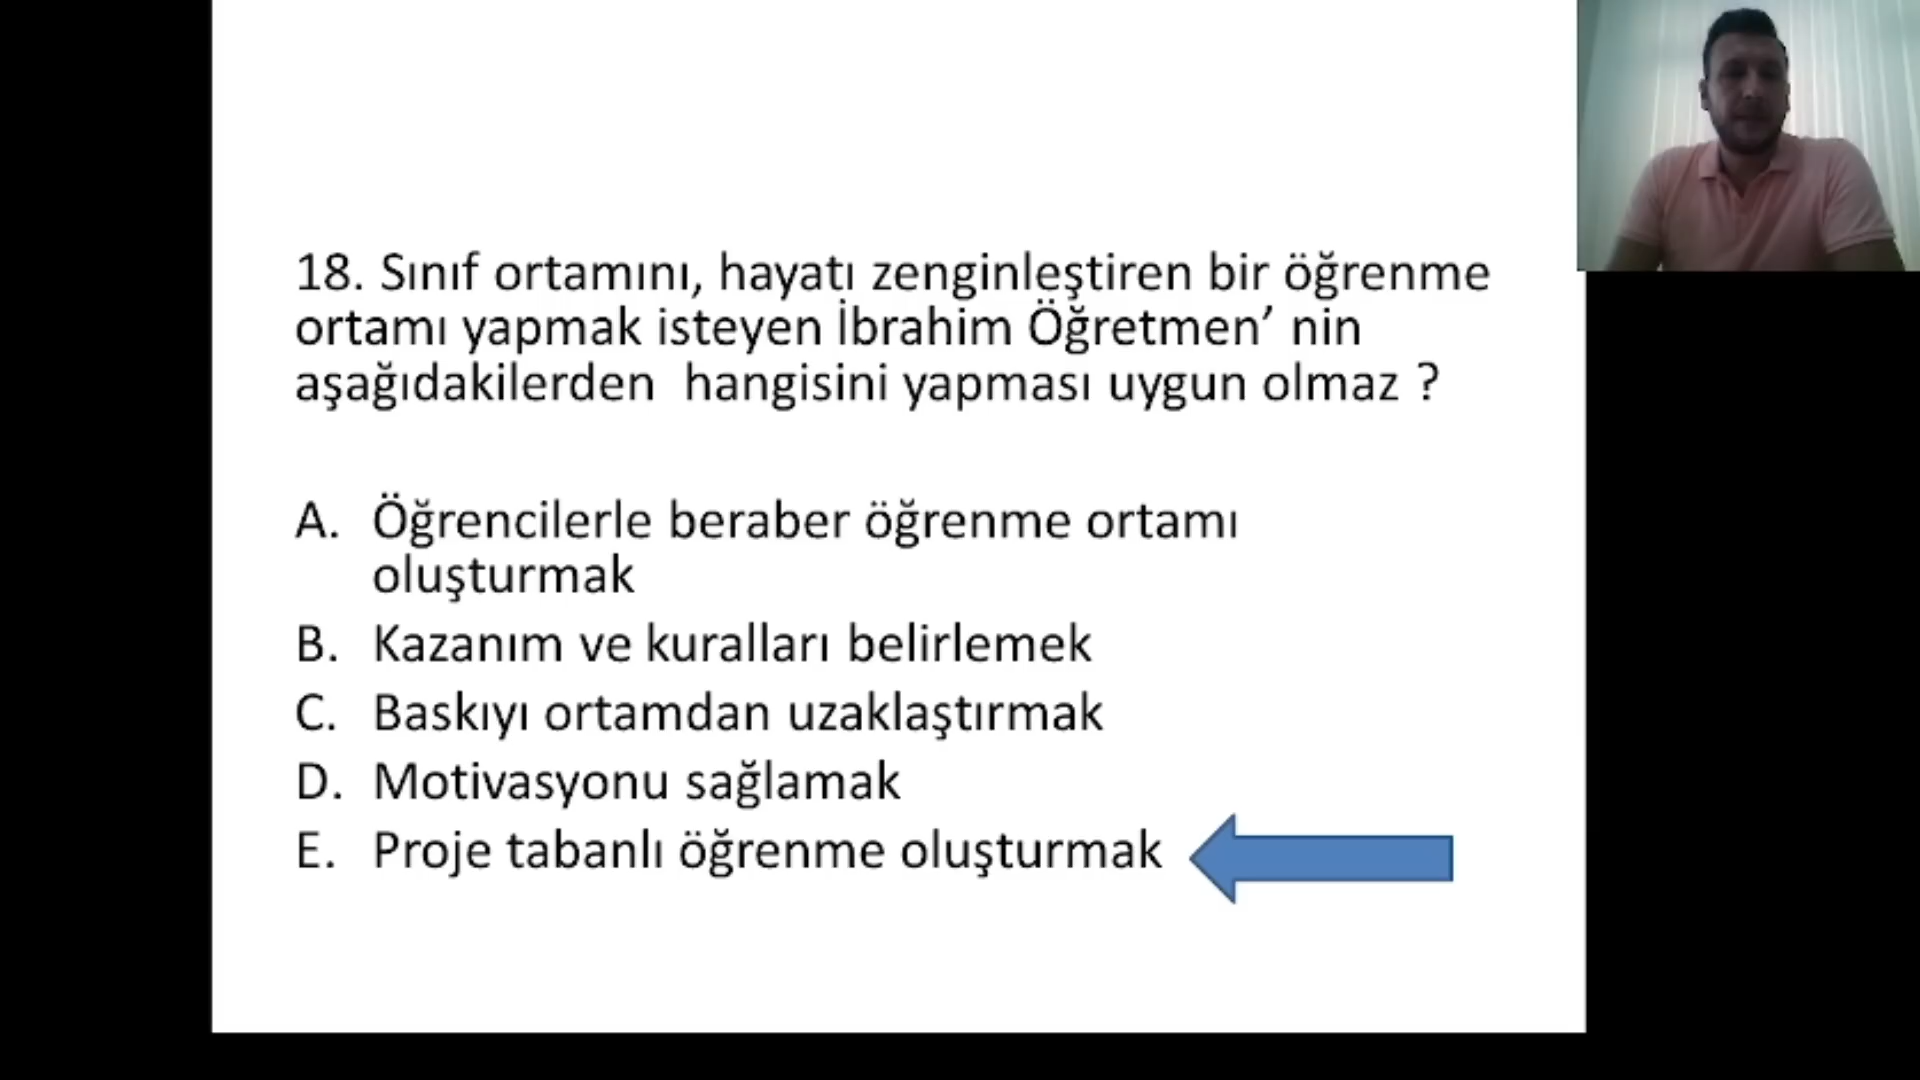 18. Sınıf ortamını, hayatı zenginleştiren bir öğrenme
ortamı yapmak isteyen İbrahim Öğretmen’ nin
aşağıdakilerden  hangisini yapması uygun olmaz ?
A. Öğrencilerle beraber öğrenme ortamı
oluşturmak
B. Kazanım ve kuralları belirlemek
C. Baskıyı ortamdan uzaklaştırmak
D. Motivasyonu sağlamak
E. Proje tabanlı öğrenme oluşturmak